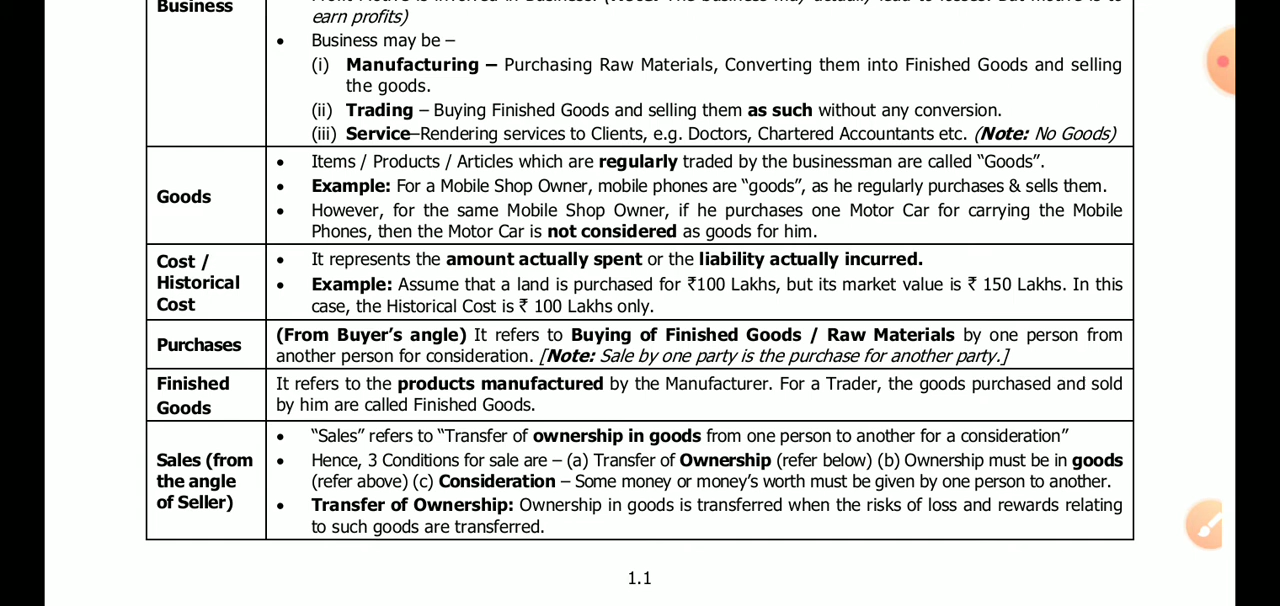 Business
earn profits)
• Business may be –
(i) Manufacturing – Purchasing Raw Materials, Converting them into Finished Goods and selling
the goods.
(ii) Trading – Buying Finished Goods and selling them as such without any conversion.
(iii) Service–Rendering services to Clients, e.g. Doctors, Chartered Accountants etc. (Note: No Goods)
Goods
• Items / Products / Articles which are regularly traded by the businessman are called “Goods”.
• Example: For a Mobile Shop Owner, mobile phones are “goods”, as he regularly purchases & sells them.
• However, for the same Mobile Shop Owner, if he purchases one Motor Car for carrying the Mobile
Phones, then the Motor Car is not considered as goods for him.
Cost /
Historical
Cost
• It represents the amount actually spent or the liability actually incurred.
• Example: Assume that a land is purchased for ₹100 Lakhs, but its market value is ₹ 150 Lakhs. In this
case, the Historical Cost is ₹ 100 Lakhs only.
Purchases
(From Buyer’s angle) It refers to Buying of Finished Goods / Raw Materials by one person from
another person for consideration. [Note: Sale by one party is the purchase for another party.]
Finished
Goods
It refers to the products manufactured by the Manufacturer. For a Trader, the goods purchased and sold
by him are called Finished Goods.
Sales (from
the angle
of Seller)
• “Sales” refers to “Transfer of ownership in goods from one person to another for a consideration”
• Hence, 3 Conditions for sale are – (a) Transfer of Ownership (refer below) (b) Ownership must be in goods
(refer above) (c) Consideration – Some money or money’s worth must be given by one person to another.
• Transfer of Ownership: Ownership in goods is transferred when the risks of loss and rewards relating
to such goods are transferred.
1.1